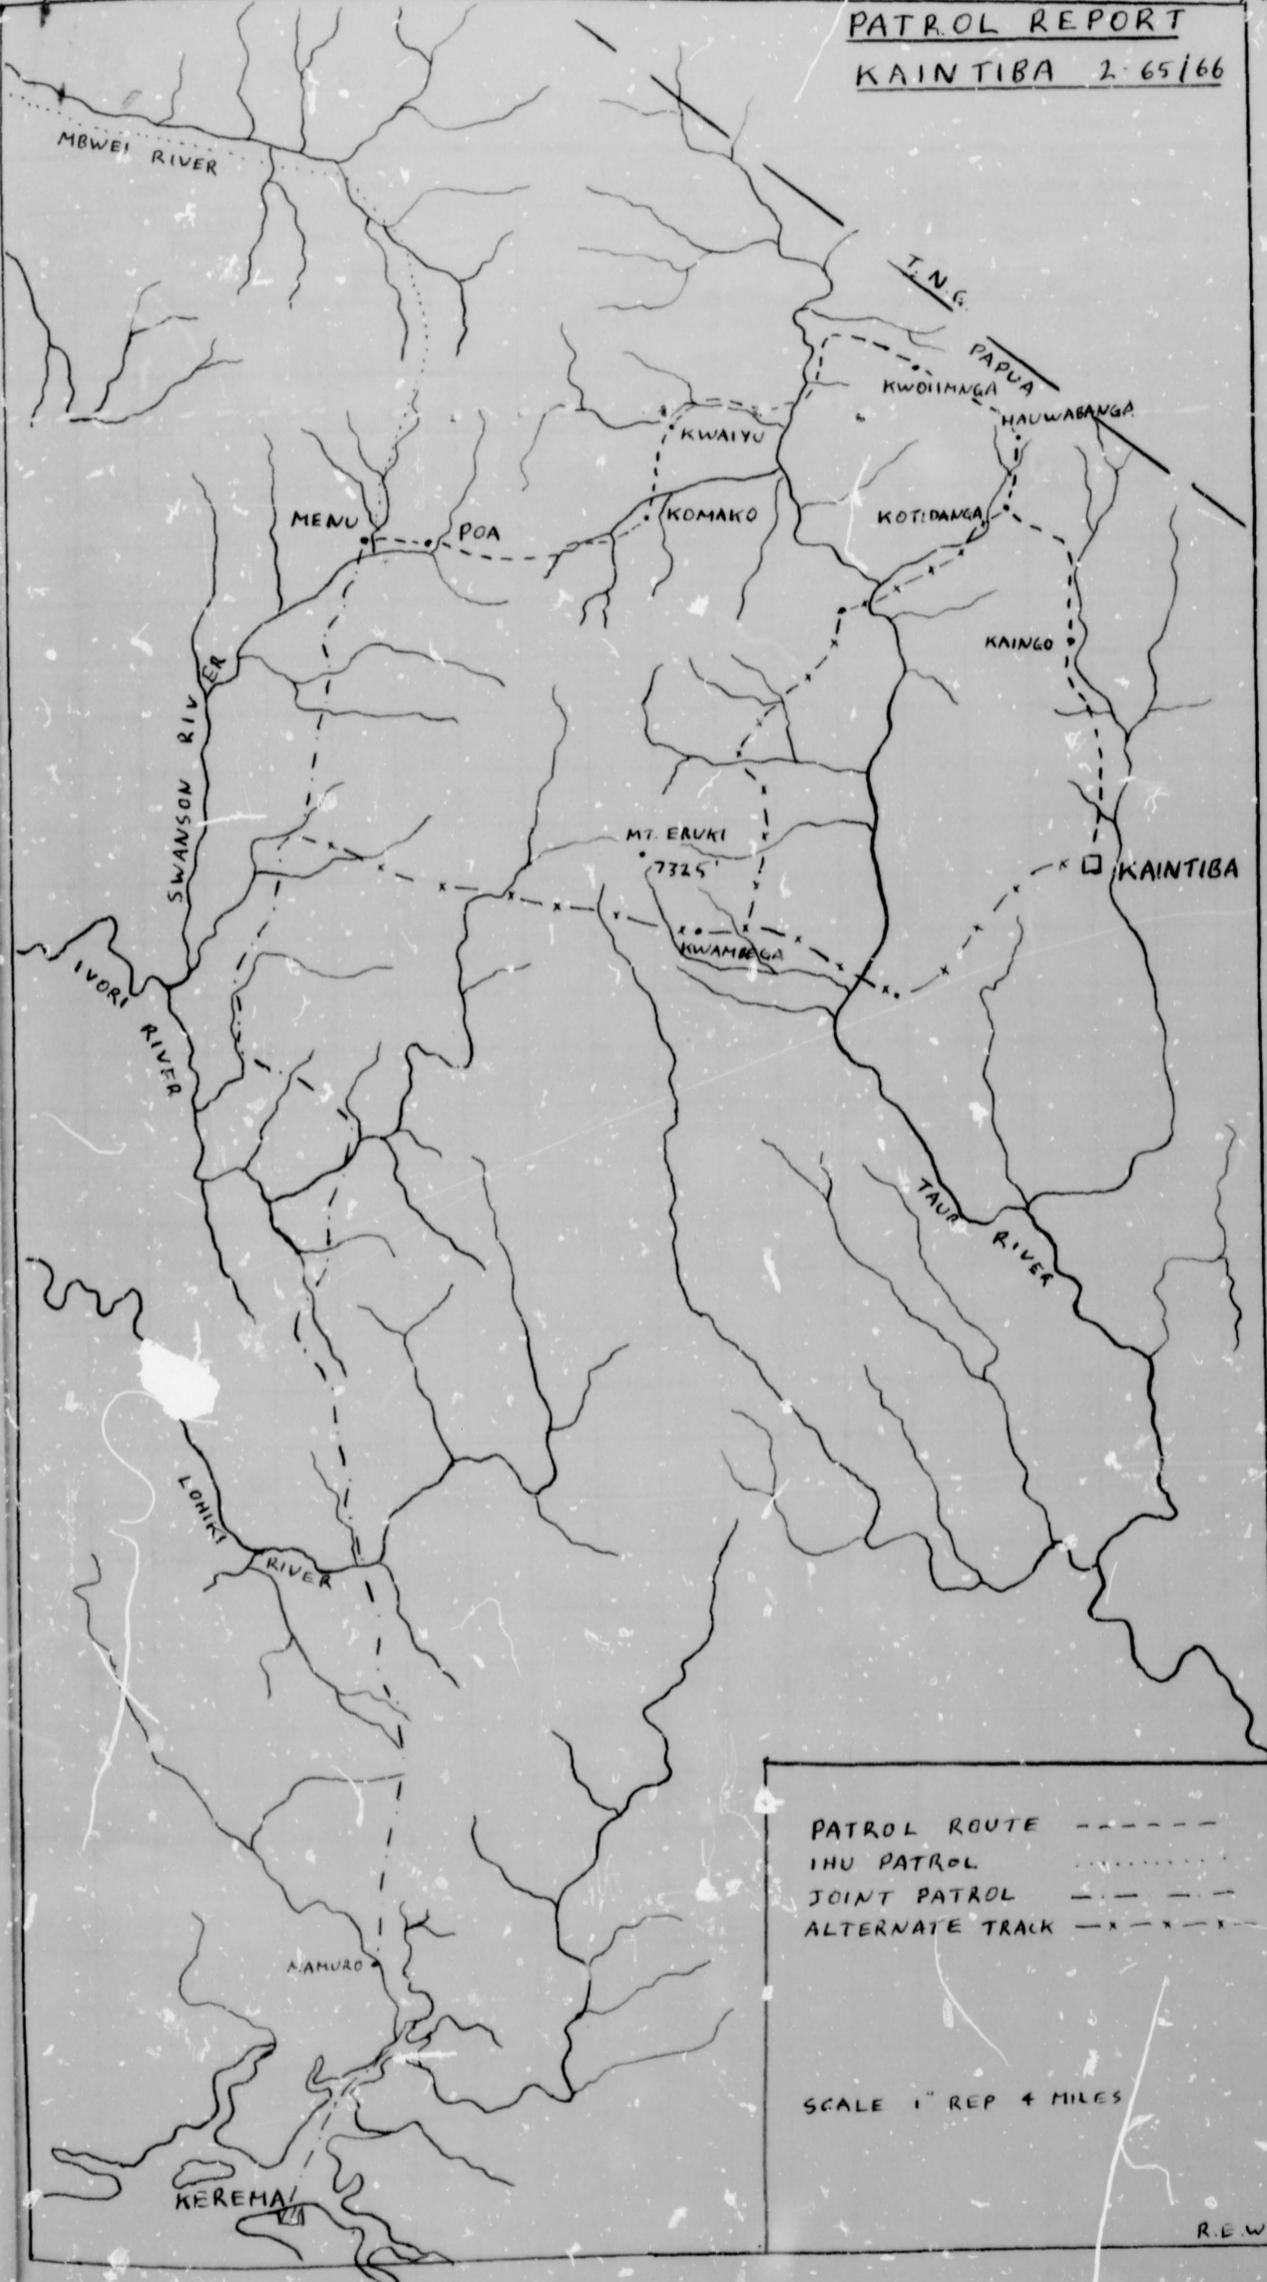 PATROL REPORT
KAINTIBA 2-65/66
MBWEI RIVER
T.N.G.
PAPUA
KWOIIMNGA
HAUWABANGA
KWAIYU
MENU
POA
KOMAKO
KOTIDANGA
KAINGO
SWANSON RIVER
MT. ERUKI
7325'
KAINTIBA
KWAMBEGA
IVORI RIVER
TAURI RIVER
LOHIKI RIVER
PATROL ROUTE
IHU PATROL
JOINT PATROL
ALTERNATE TRACK
NAMURO
SCALE 1" REP 4 MILES
KEREMA
R.E.W